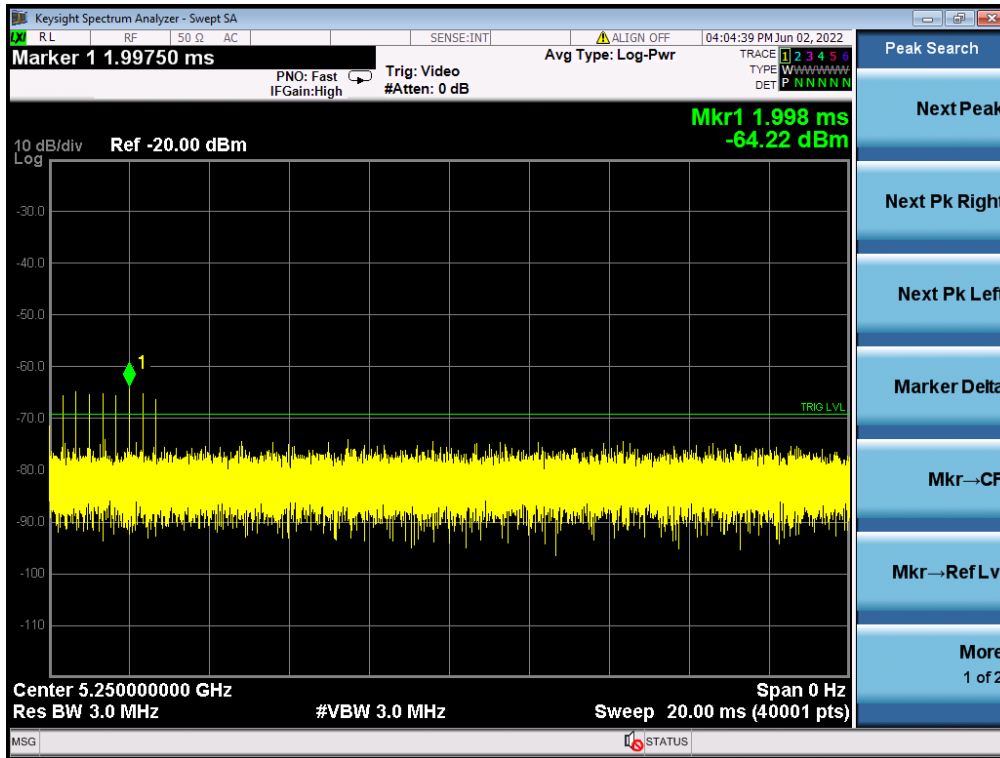 Keysight Spectrum Analyzer - Swept SA
LXI RL RF 50 Ω AC SENSE:INT ALIGN OFF 04:04:39 PM Jun 02, 2022
Marker 1 1.99750 ms
PNO: Fast
IFGain:High
Trig: Video
#Atten: 0 dB
Avg Type: Log-Pwr
TRACE 1 2 3 4 5 6
TYPE WWWWWW
DET P N N N N N
Peak Search
Mkr1 1.998 ms
-64.22 dBm
10 dB/div Ref -20.00 dBm
Log
-30.0
-40.0
-50.0
-60.0
1
TRIG LVL
-70.0
-80.0
-90.0
-100
-110
Center 5.250000000 GHz
Span 0 Hz
Res BW 3.0 MHz
#VBW 3.0 MHz
Sweep 20.00 ms (40001 pts)
Next Peak
Next Pk Right
Next Pk Left
Marker Delta
Mkr→CF
Mkr→Ref Lv
More
1 of 2
MSG
STATUS